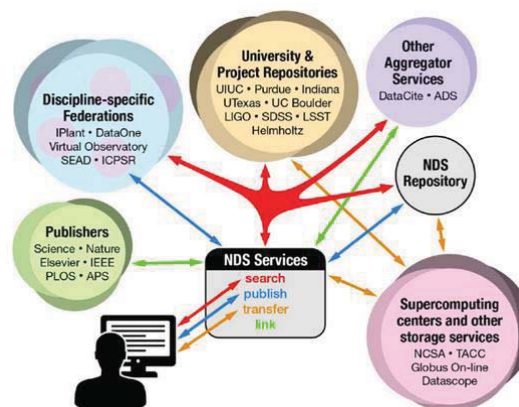 University &
Project Repositories
UIUC • Purdue • Indiana
UTexas • UC Boulder
LIGO • SDSS • LSST
Helmholtz
Other
Aggregator
Services
DataCite • ADS
Discipline-specific
Federations
IPlant • DataOne
Virtual Observatory
SEAD • ICPSR
NDS
Repository
Publishers
Science • Nature
Elsevier • IEEE
PLOS • APS
NDS Services
search
publish
transfer
link
Supercomputing
centers and other
storage services
NCSA • TACC
Globus On-line
Datascope